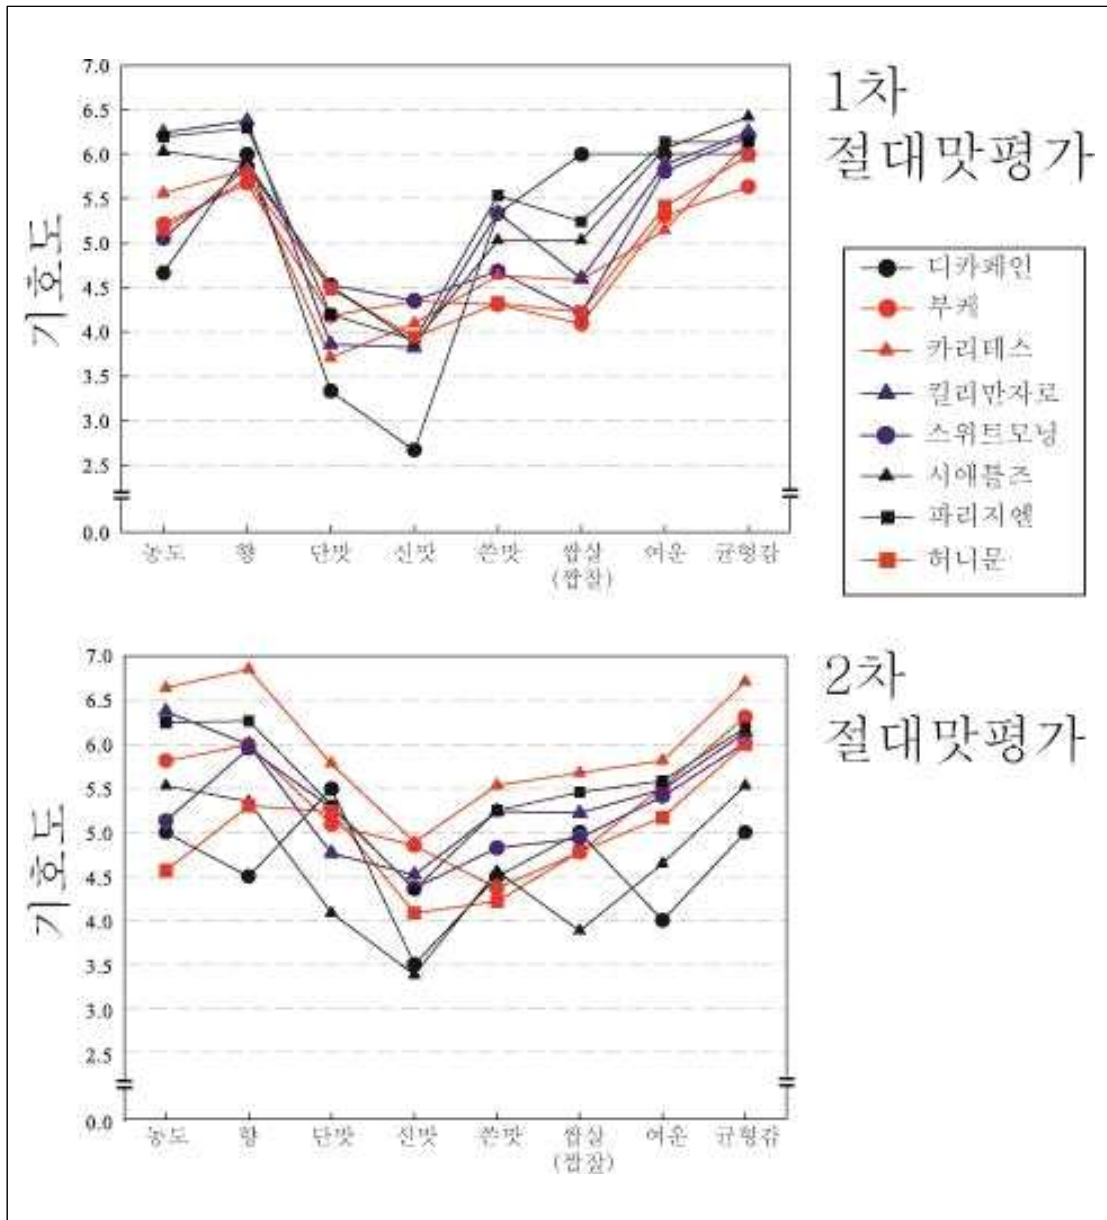 1차
절대맛평가
기호도
7.0
6.5
6.0
5.5
5.0
4.5
4.0
3.5
3.0
2.5
0.0
농도 향 단맛 신맛 쓴맛 짭살 여운 균형감
(짭찰)
디카페인
부케
카리데스
킬리만자로
스위트모닝
시애틀즈
파리지엔
허니문
2차
절대맛평가
기호도
7.0
6.5
6.0
5.5
5.0
4.5
4.0
3.5
3.0
2.5
0.0
농도 향 단맛 신맛 쓴맛 짭살 여운 균형감